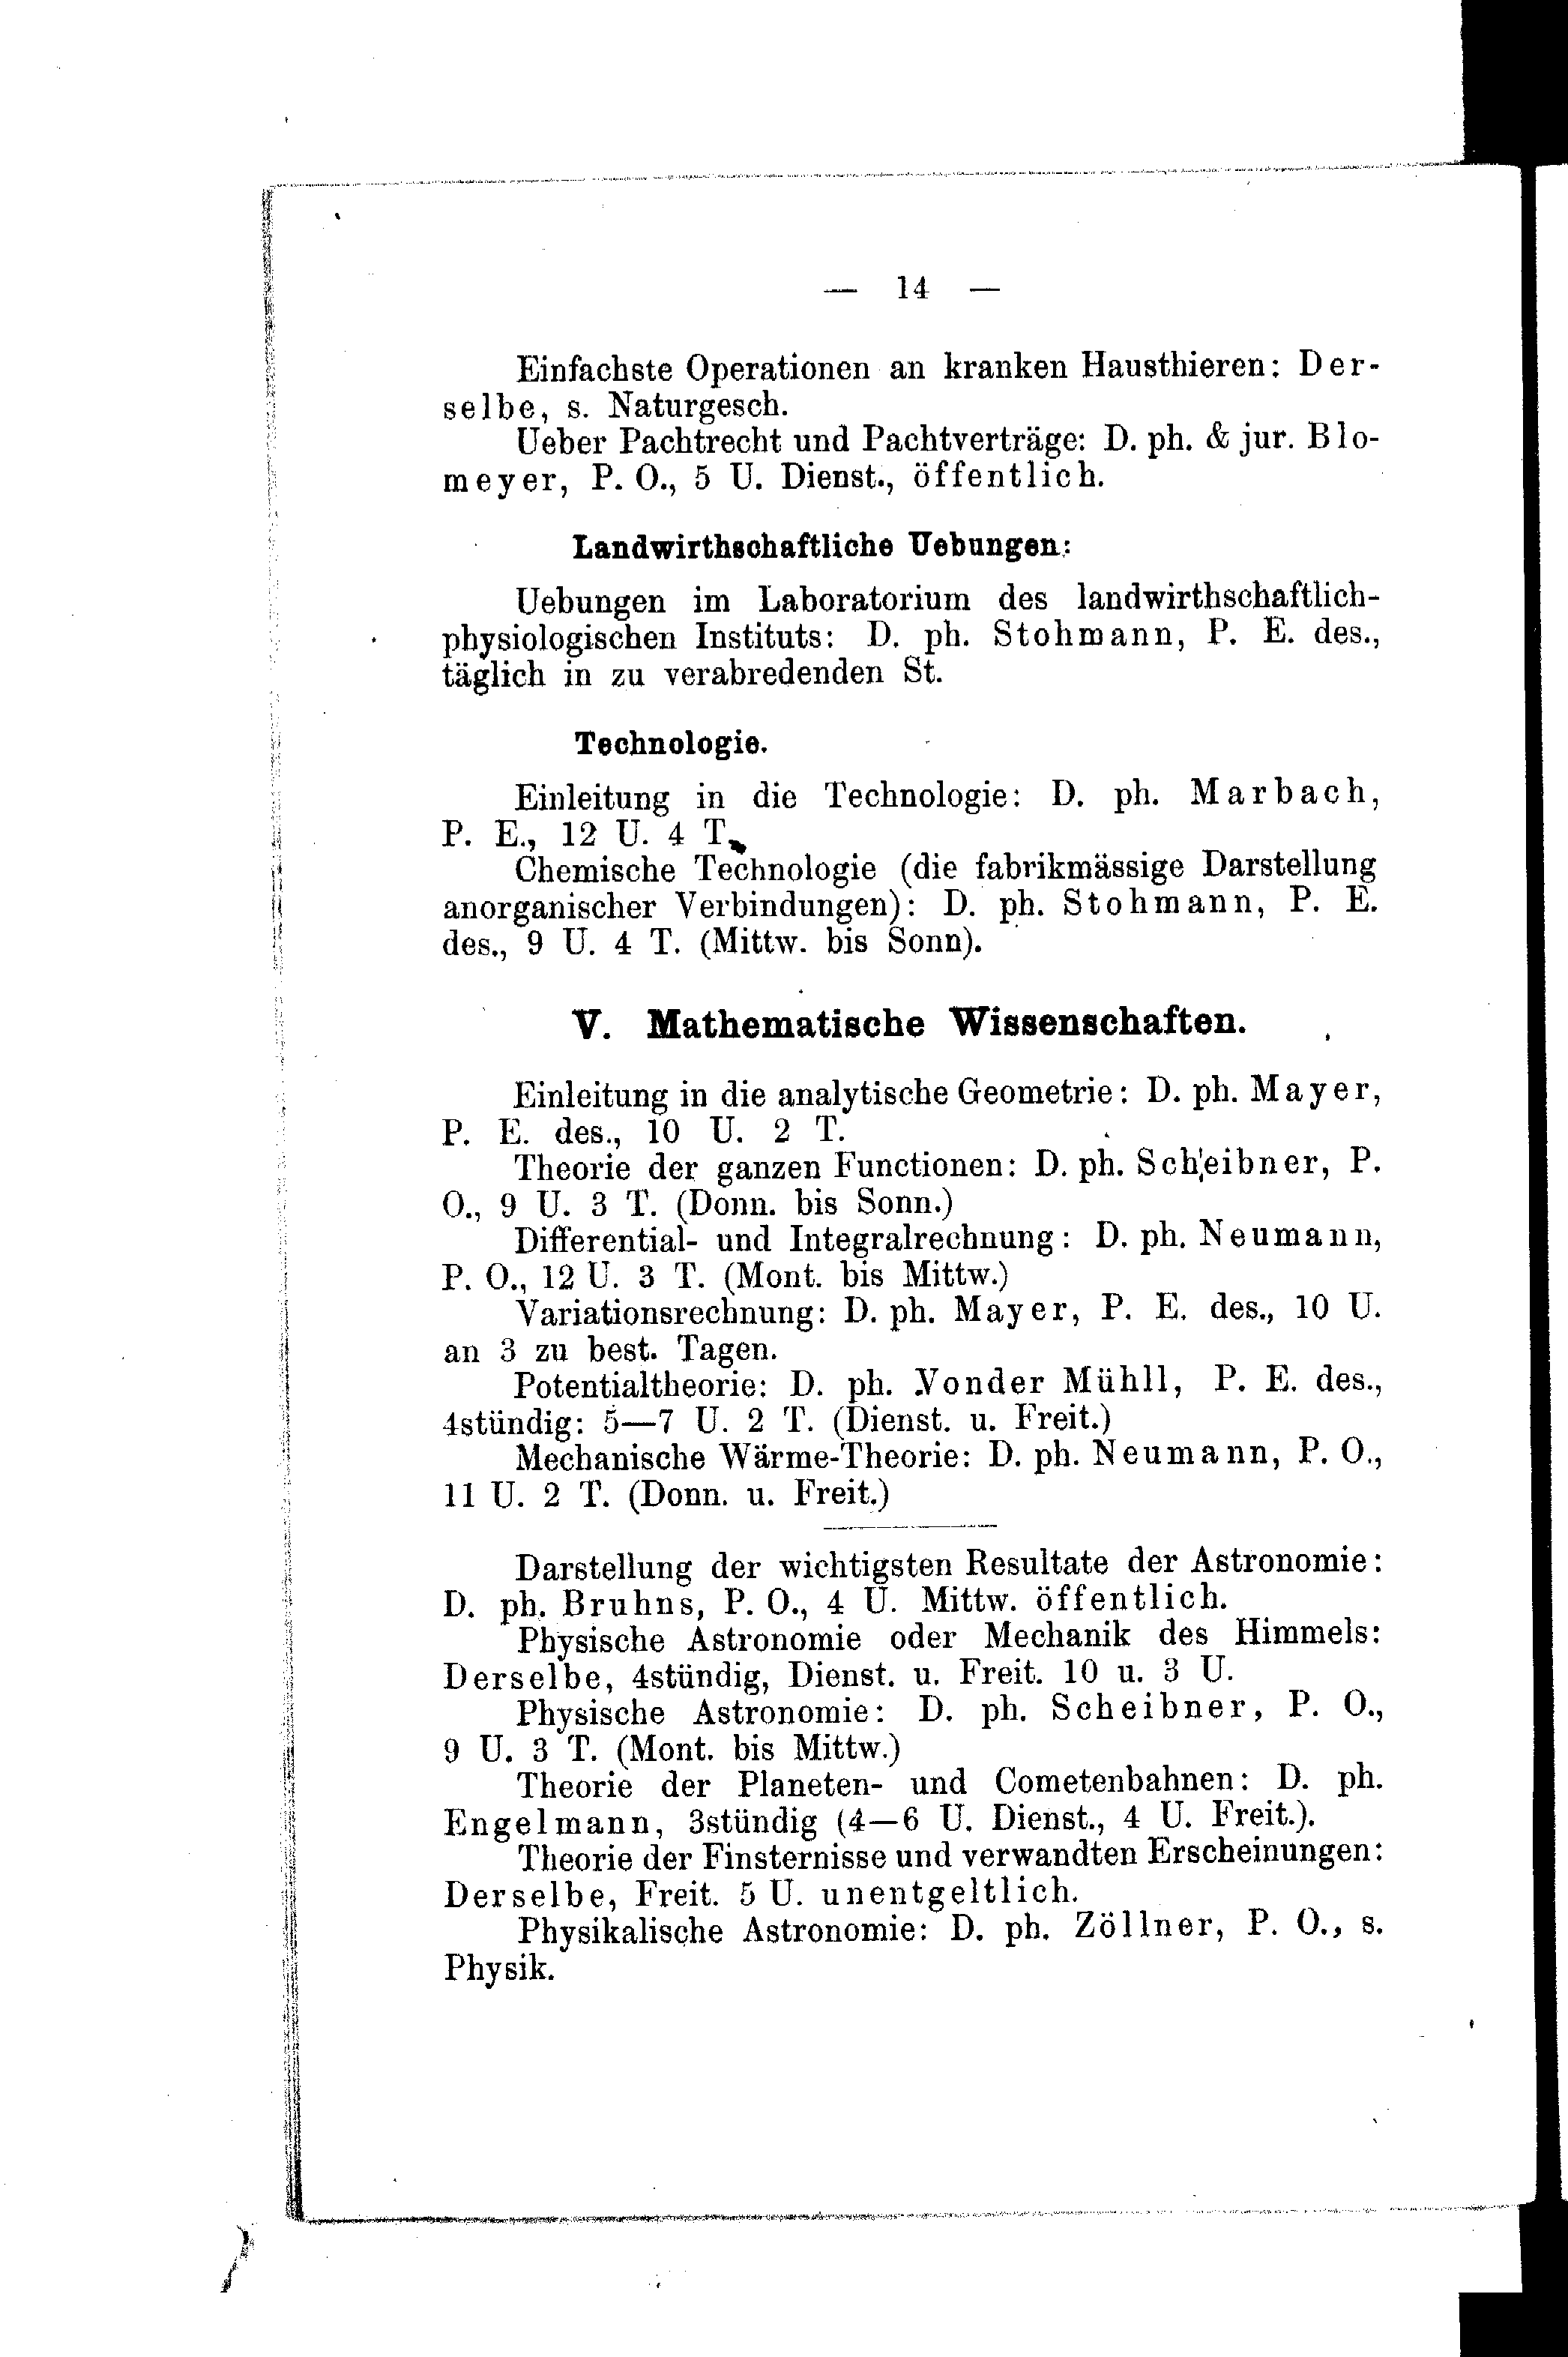 — 14 —
Einfachste Operationen an kranken Hausthieren: Der-
selbe, s. Naturgesch.
Ueber Pachtrecht und Pachtverträge: D. ph. & jur. Blo-
meyer, P. O., 5 U. Dienst., öffentlich.
Landwirthschaftliche Uebungen:
Uebungen im Laboratorium des landwirthschaftlich-
physiologischen Instituts: D. ph. Stohmann, P. E. des.,
täglich in zu verabredenden St.
Technologie.
Einleitung in die Technologie: D. ph. Marbach,
P. E., 12 U. 4 T.
Chemische Technologie (die fabrikmässige Darstellung
anorganischer Verbindungen): D. ph. Stohmann, P. E.
des., 9 U. 4 T. (Mittw. bis Sonn).
V. Mathematische Wissenschaften.
Einleitung in die analytische Geometrie: D. ph. Mayer,
P. E. des., 10 U. 2 T.
Theorie der ganzen Functionen: D. ph. Scheibner, P.
O., 9 U. 3 T. (Donn. bis Sonn.)
Differential- und Integralrechnung: D. ph. Neumann,
P. O., 12 U. 3 T. (Mont. bis Mittw.)
Variationsrechnung: D. ph. Mayer, P. E. des., 10 U.
an 3 zu best. Tagen.
Potentialtheorie: D. ph. Vonder Mühll, P. E. des.,
4stündig: 5—7 U. 2 T. (Dienst. u. Freit.)
Mechanische Wärme-Theorie: D. ph. Neumann, P. O.,
11 U. 2 T. (Donn. u. Freit.)
Darstellung der wichtigsten Resultate der Astronomie:
D. ph. Bruhns, P. O., 4 U. Mittw. öffentlich.
Physische Astronomie oder Mechanik des Himmels:
Derselbe, 4stündig, Dienst. u. Freit. 10 u. 3 U.
Physische Astronomie: D. ph. Scheibner, P. O.,
9 U. 3 T. (Mont. bis Mittw.)
Theorie der Planeten- und Cometenbahnen: D. ph.
Engelmann, 3stündig (4—6 U. Dienst., 4 U. Freit.).
Theorie der Finsternisse und verwandten Erscheinungen:
Derselbe, Freit. 5 U. unentgeltlich.
Physikalische Astronomie: D. ph. Zöllner, P. O., s.
Physik.